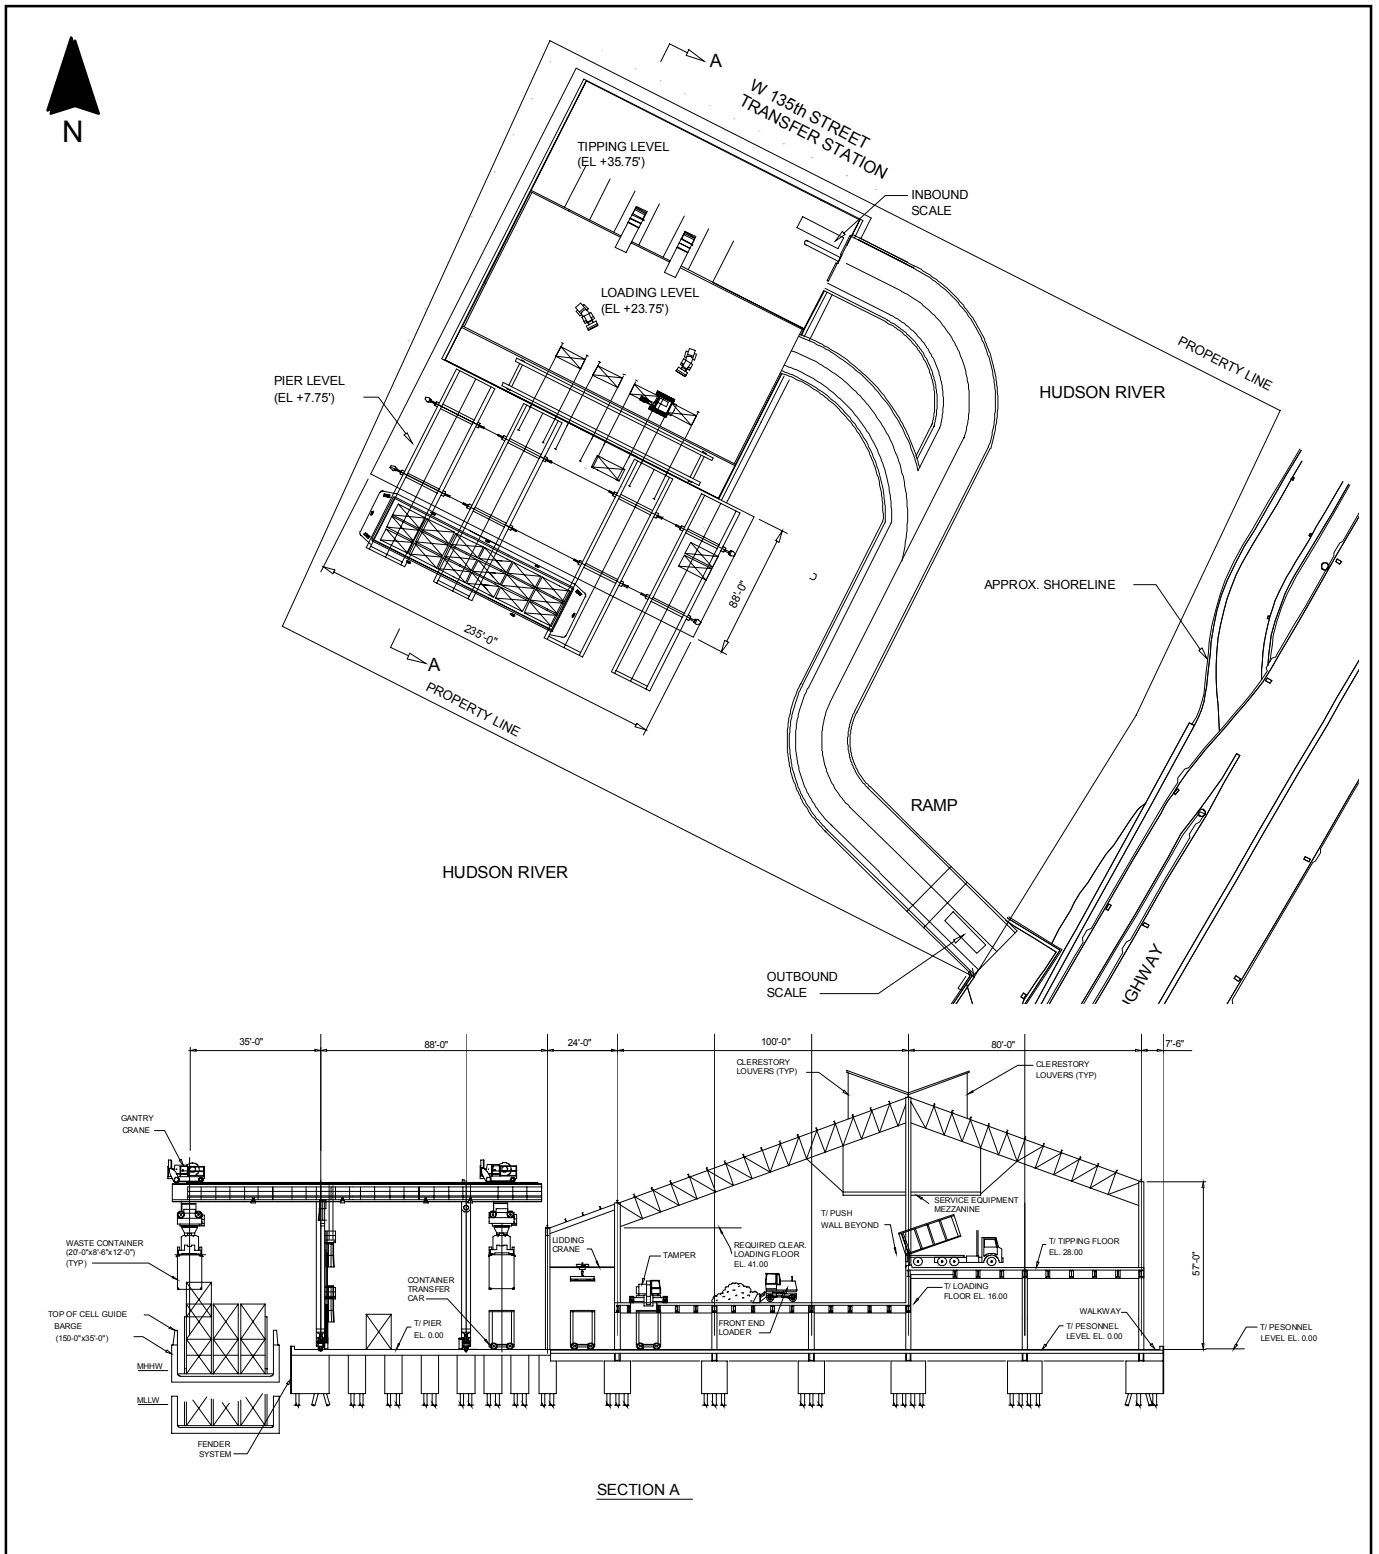 N
A
W 135th STREET
TRANSFER STATION
TIPPING LEVEL
(EL +35.75')
INBOUND
SCALE
LOADING LEVEL
(EL +23.75')
PROPERTY LINE
HUDSON RIVER
PIER LEVEL
(EL +7.75')
APPROX. SHORELINE
88'-0"
235'-0"
A
PROPERTY LINE
RAMP
HUDSON RIVER
OUTBOUND
SCALE
IGHWAY
35'-0"
88'-0"
24'-0"
100'-0"
80'-0"
7'-6"
CLERESTORY
LOUVERS (TYP)
CLERESTORY
LOUVERS (TYP)
GANTRY
CRANE
SERVICE EQUIPMENT
MEZZANINE
T/ PUSH
WALL BEYOND
WASTE CONTAINER
(20'-0"x8'-6"x12'-0")
(TYP)
LIDDING
CRANE
TAMPER
REQUIRED CLEAR.
LOADING FLOOR
EL. 41.00
T/ TIPPING FLOOR
EL. 28.00
57'-0"
CONTAINER
TRANSFER
CAR
T/ LOADING
FLOOR EL. 16.00
TOP OF CELL GUIDE
BARGE
(150-0"x35'-0")
T/ PIER
EL. 0.00
FRONT END
LOADER
WALKWAY
T/ PESONNEL
LEVEL EL. 0.00
T/ PESONNEL
LEVEL EL. 0.00
MHHW
MLLW
FENDER
SYSTEM
SECTION A